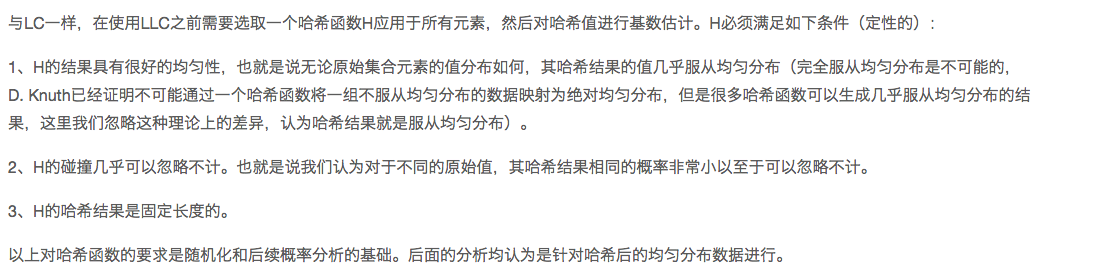 与LC一样，在使用LLC之前需要选取一个哈希函数H应用于所有元素，然后对哈希值进行基数估计。H必须满足如下条件（定性的）：
1、H的结果具有很好的均匀性，也就是说无论原始集合元素的值分布如何，其哈希结果的值几乎服从均匀分布（完全服从均匀分布是不可能的，
D. Knuth已经证明不可能通过一个哈希函数将一组不服从均匀分布的数据映射为绝对均匀分布，但是很多哈希函数可以生成几乎服从均匀分布的结
果，这里我们忽略这种理论上的差异，认为哈希结果就是服从均匀分布）。
2、H的碰撞几乎可以忽略不计。也就是说我们认为对于不同的原始值，其哈希结果相同的概率非常小以至于可以忽略不计。
3、H的哈希结果是固定长度的。
以上对哈希函数的要求是随机化和后续概率分析的基础。后面的分析均认为是针对哈希后的均匀分布数据进行。